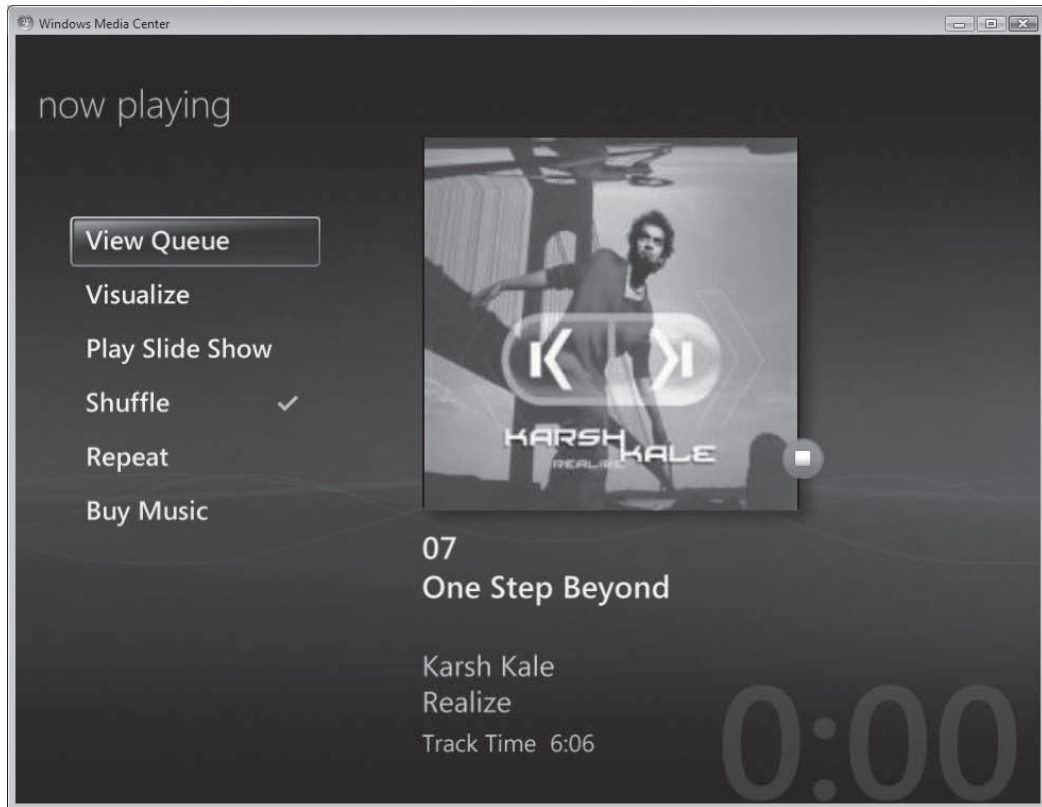 Windows Media Center
now playing
View Queue
Visualize
Play Slide Show
Shuffle
Repeat
Buy Music
KARSH KALE
REALIZE
07
One Step Beyond
Karsh Kale
Realize
Track Time 6:06
0:00